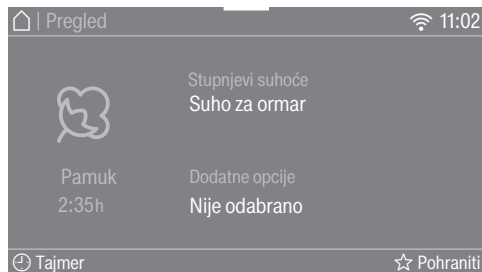 Pregled
11:02
Stupnjevi suhoće
Suho za ormar
Pamuk
2:35h
Dodatne opcije
Nije odabrano
Tajmer
Pohraniti